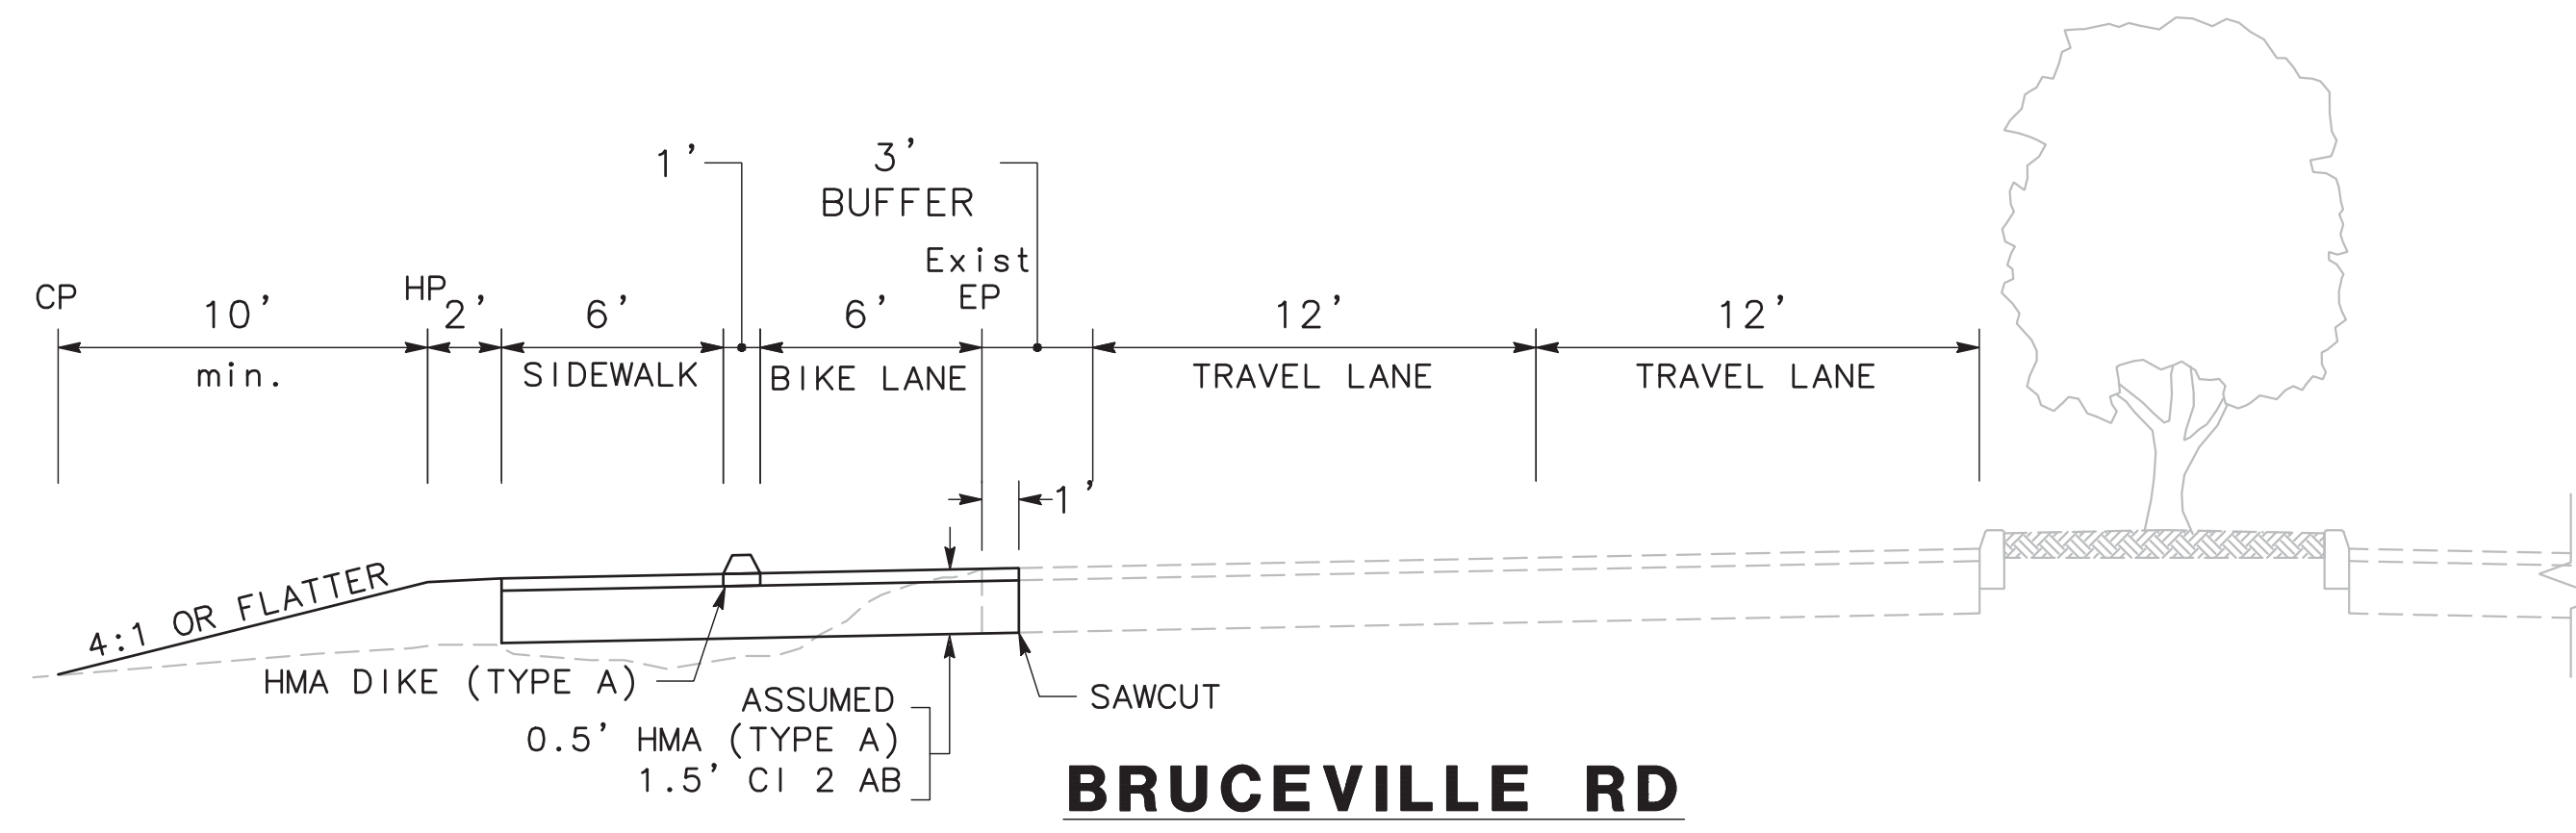 1'
3'
BUFFER
Exist
EP
CP
10'
min.
HP
2'
6'
SIDEWALK
6'
BIKE LANE
12'
TRAVEL LANE
12'
TRAVEL LANE
1'
4:1 OR FLATTER
HMA DIKE (TYPE A)
ASSUMED
0.5' HMA (TYPE A)
1.5' Cl 2 AB
SAWCUT
BRUCEVILLE RD